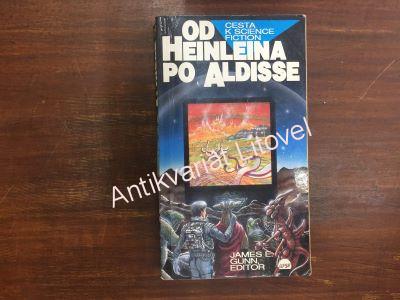 OD
CESTA
K SCIENCE
FICTION
HEINLEINA
PO ALDISSE
Antikvariát Litovel
JAMES E.
GUNN,
EDITOR